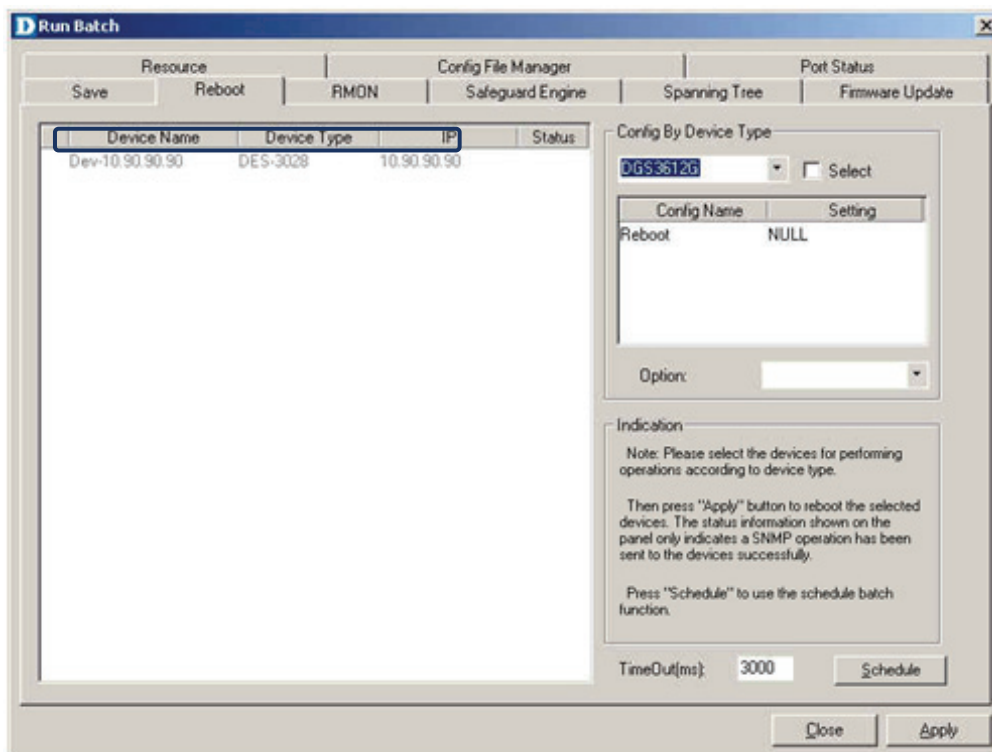 D Run Batch
Resource Config File Manager Port Status
Save Reboot RMON Safeguard Engine Spanning Tree Firmware Update
Device Name Device Type IP Status
Dev-10.90.90.90 DES-3028 10.90.90.90
Config By Device Type
DGS3612G Select
Config Name Setting
Reboot NULL
Option:
Indication
Note: Please select the devices for performing
operations according to device type.
Then press "Apply" button to reboot the selected
devices. The status information shown on the
panel only indicates a SNMP operation has been
sent to the devices successfully.
Press "Schedule" to use the schedule batch
function.
TimeOut(ms): 3000 Schedule
Close Apply